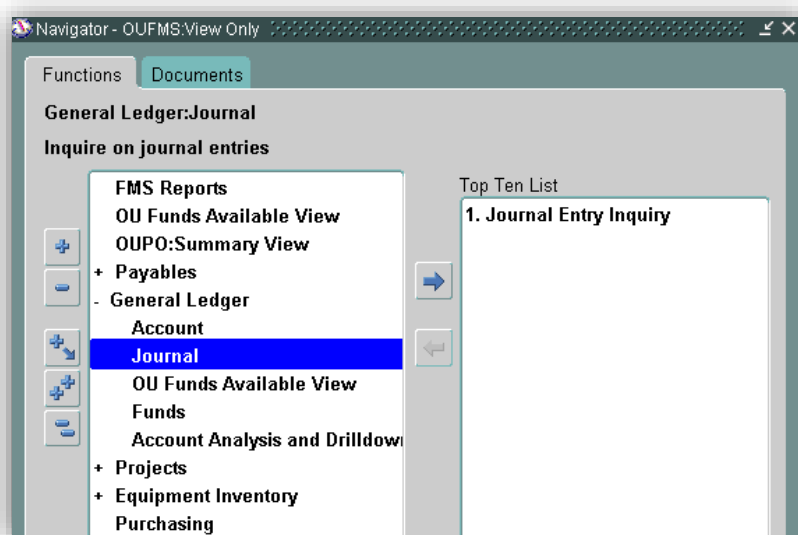 Navigator - OUFMS:View Only
Functions
Documents
General Ledger:Journal
Inquire on journal entries
FMS Reports
OU Funds Available View
OUPO:Summary View
+ Payables
- General Ledger
Account
Journal
OU Funds Available View
Funds
Account Analysis and Drilldow
+ Projects
+ Equipment Inventory
Purchasing
Top Ten List
1. Journal Entry Inquiry